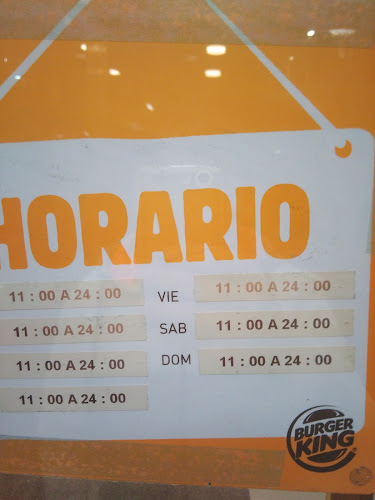 HORARIO
11 : 00 A 24 : 00 VIE 11 : 00 A 24 : 00
11 : 00 A 24 : 00 SAB 11 : 00 A 24 : 00
11 : 00 A 24 : 00 DOM 11 : 00 A 24 : 00
11 : 00 A 24 : 00
BURGER
KING